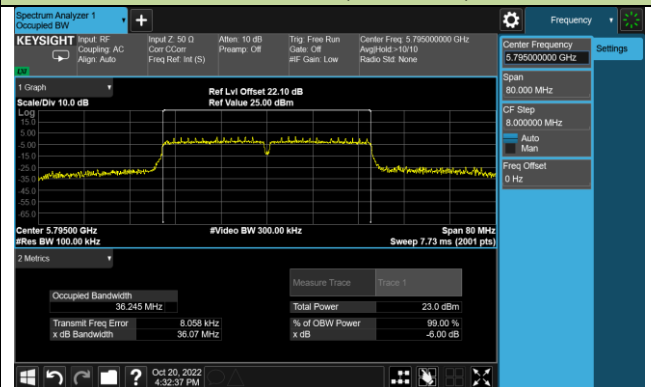 Spectrum Analyzer 1
Occupied BW
Frequency
KEYSIGHT
Input: RF
Coupling: AC
Align: Auto
Input Z: 50 Ω
Corr CCorr
Freq Ref: Int (S)
Atten: 10 dB
Preamp: Off
Trig: Free Run
Gate: Off
#IF Gain: Low
Center Freq: 5.795000000 GHz
Avg|Hold:>10/10
Radio Std: None
Center Frequency
5.795000000 GHz
Settings
Span
80.000 MHz
CF Step
8.000000 MHz
Auto
Man
Freq Offset
0 Hz
1 Graph
Scale/Div 10.0 dB
Ref Lvl Offset 22.10 dB
Ref Value 25.00 dBm
Log
15.0
5.00
-5.00
-15.0
-25.0
-35.0
-45.0
-55.0
-65.0
Center 5.79500 GHz
#Video BW 300.00 kHz
Span 80 MHz
#Res BW 100.00 kHz
Sweep 7.73 ms (2001 pts)
2 Metrics
Measure Trace
Trace 1
Occupied Bandwidth
36.245 MHz
Total Power
23.0 dBm
Transmit Freq Error
8.058 kHz
% of OBW Power
99.00 %
x dB Bandwidth
36.07 MHz
x dB
-6.00 dB
Oct 20, 2022
4:32:37 PM